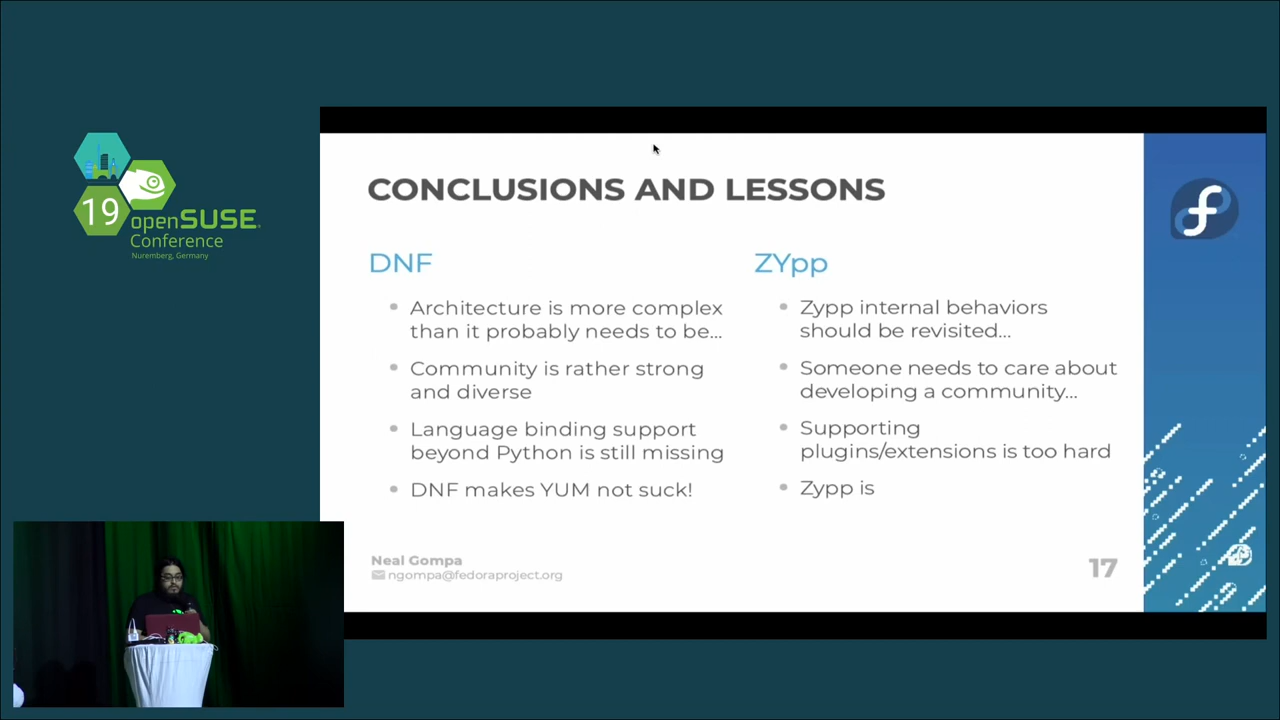 19
openSUSE
Conference
Nuremberg, Germany
CONCLUSIONS AND LESSONS
DNF
Architecture is more complex
than it probably needs to be...
Community is rather strong
and diverse
Language binding support
beyond Python is still missing
DNF makes YUM not suck!
ZYpp
Zypp internal behaviors
should be revisited...
Someone needs to care about
developing a community...
Supporting
plugins/extensions is too hard
Zypp is
Neal Gompa
ngompa@fedoraproject.org
17